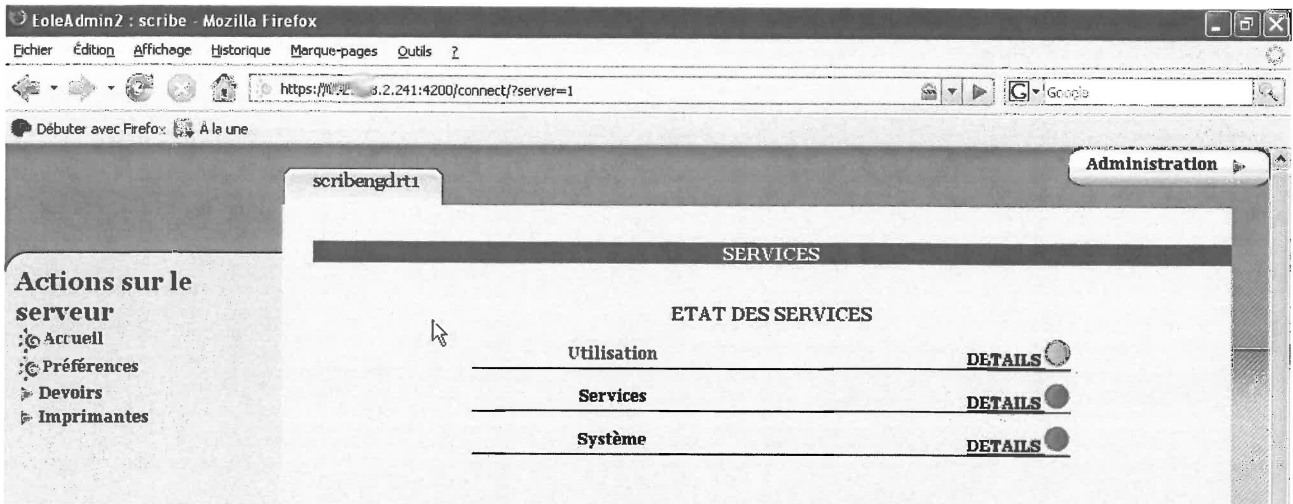 EoleAdmin2 : scribe - Mozilla Firefox
Fichier Édition Affichage Historique Marque-pages Outils ?
https:// 3.2.241:4200/connect/?server=1
Google
Débuter avec Firefox À la une
Administration
scribengdrt1
SERVICES
Actions sur le
serveur
Accueil
Préférences
Devoirs
Imprimantes
ETAT DES SERVICES
Utilisation DETAILS
Services DETAILS
Système DETAILS